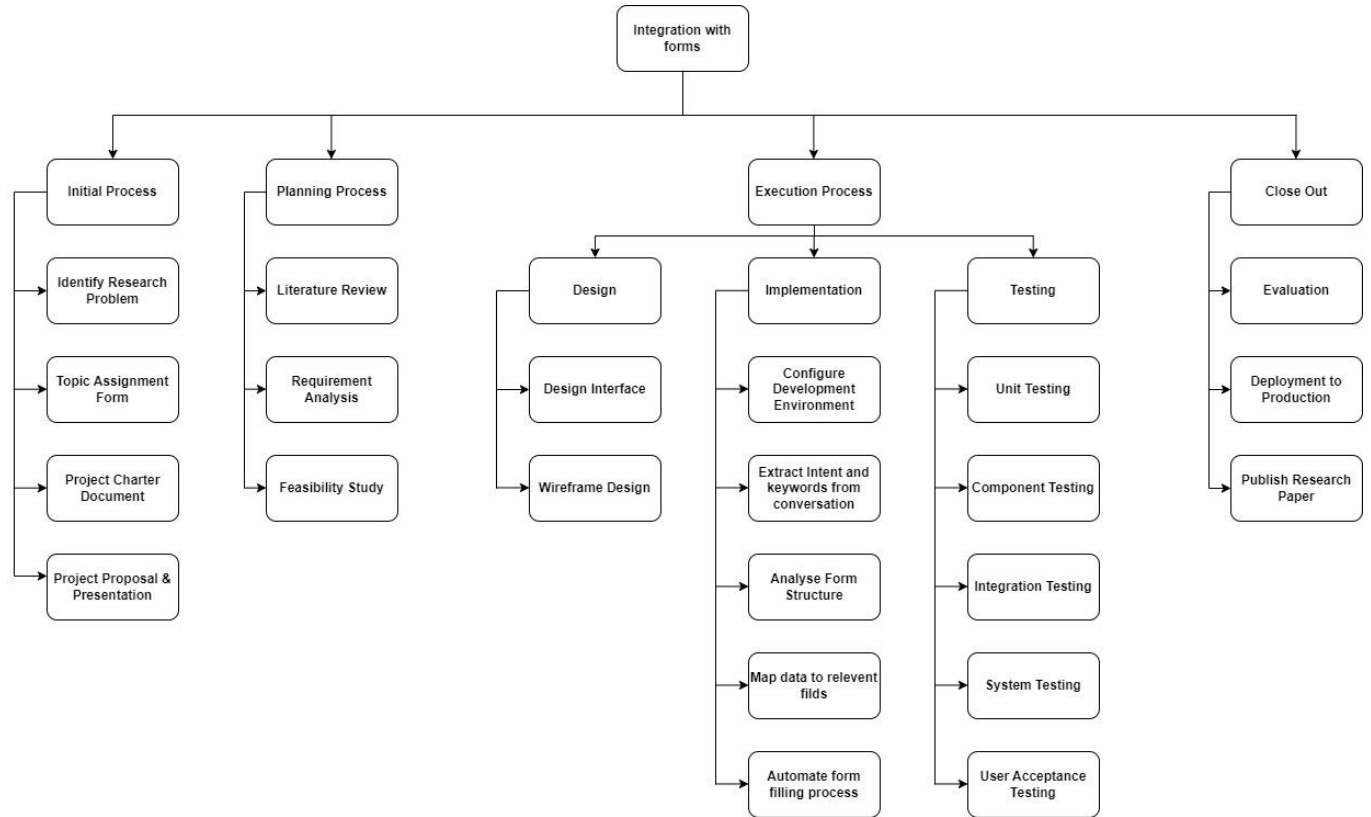 Integration with
forms
Initial Process
Planning Process
Execution Process
Close Out
Identify Research
Problem
Topic Assignment
Form
Project Charter
Document
Project Proposal &
Presentation
Literature Review
Requirement
Analysis
Feasibility Study
Design
Design Interface
Wireframe Design
Implementation
Configure
Development
Environment
Extract Intent and
keywords from
conversation
Analyse Form
Structure
Map data to relevent
filds
Automate form
filling process
Testing
Unit Testing
Component Testing
Integration Testing
System Testing
User Acceptance
Testing
Evaluation
Deployment to
Production
Publish Research
Paper